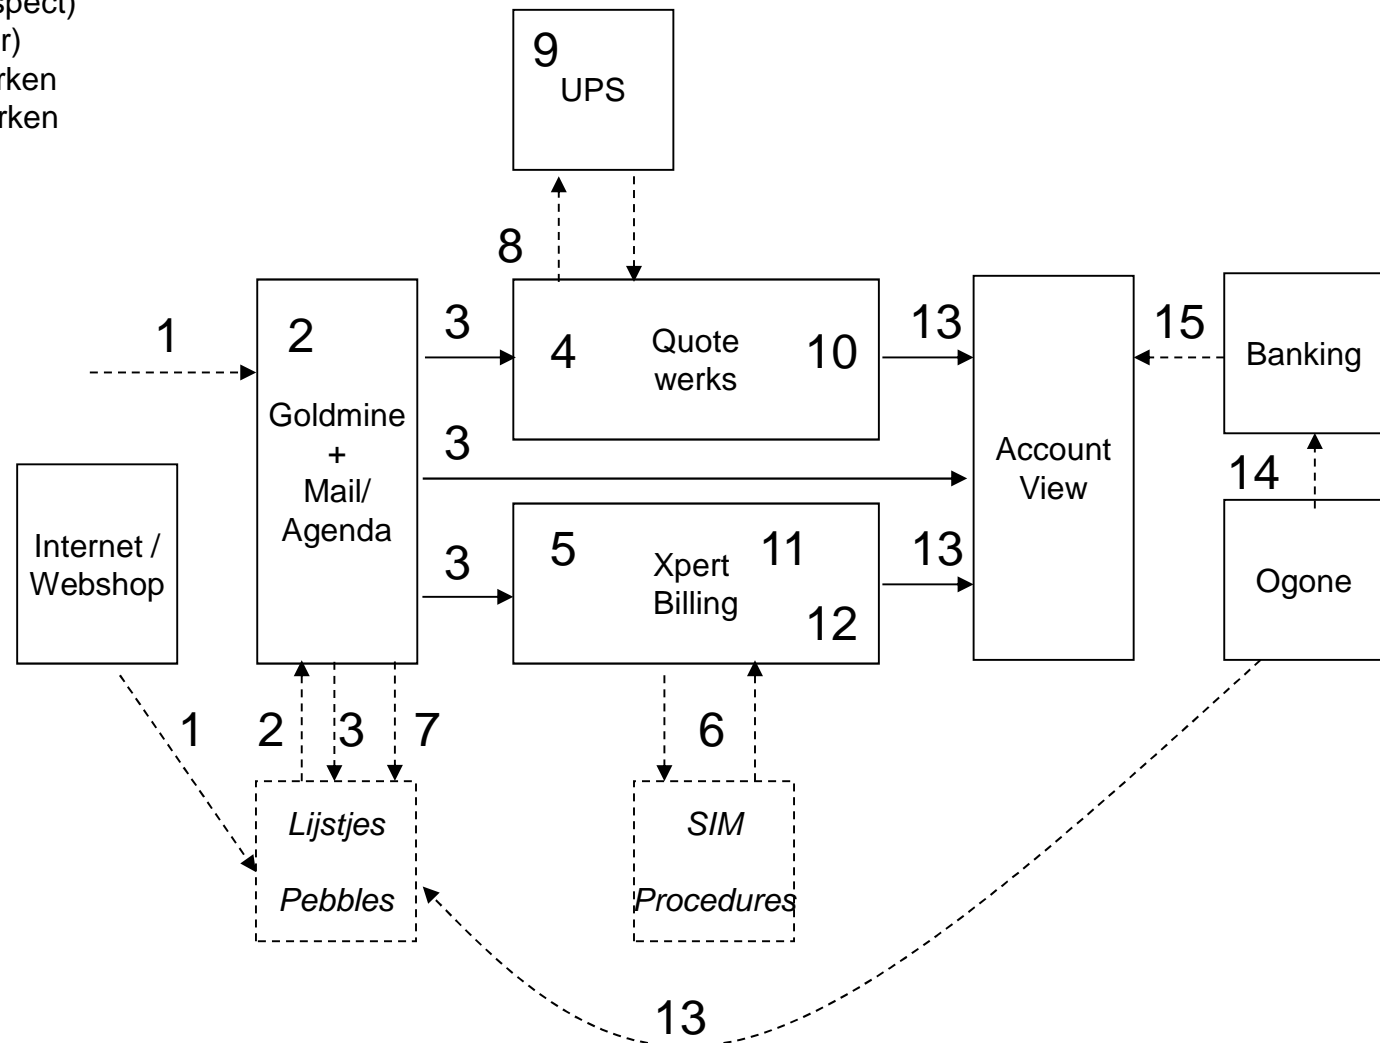 spect)
r)
rken
rken
9
UPS
8
1
2
3
4
Quote
werks
10
13
15
Banking
Goldmine
+
Mail/
Agenda
3
Account
View
14
Internet /
Webshop
3
5
Xpert
Billing
11
12
13
Ogone
1
2
3
7
6
Lijstjes
Pebbles
SIM
Procedures
13